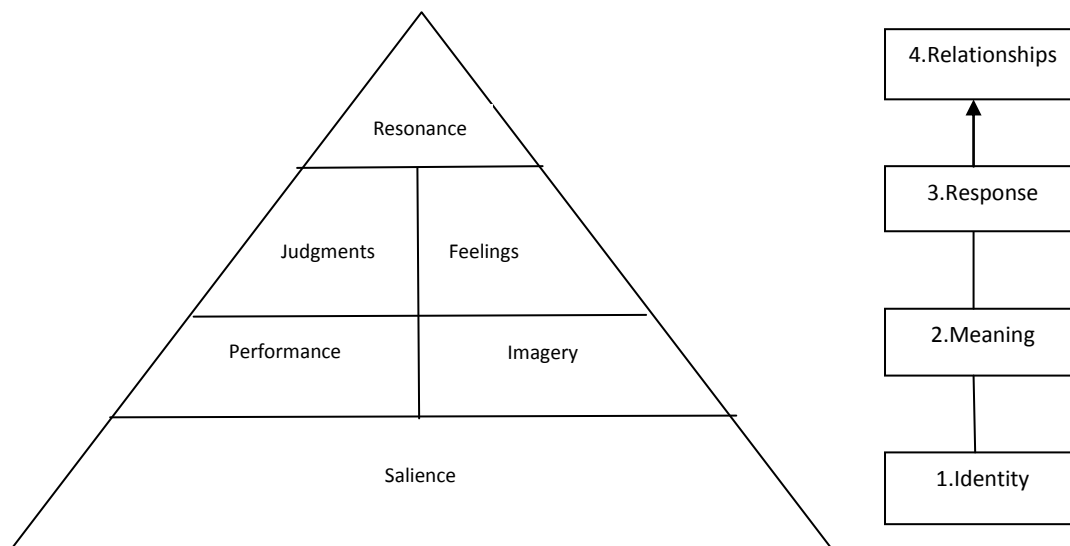 Resonance
Judgments
Feelings
Performance
Imagery
Salience
4.Relationships
3.Response
2.Meaning
1.Identity